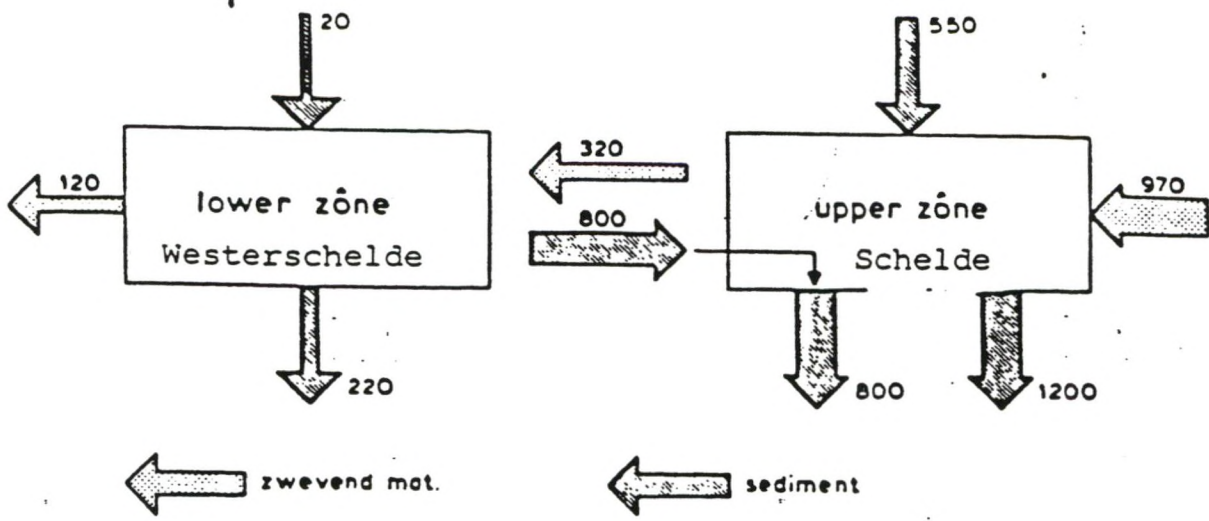 20
550
120
lower zône
Westerschelde
320
800
upper zône
Schelde
970
220
800
1200
zwevend mat.
sediment